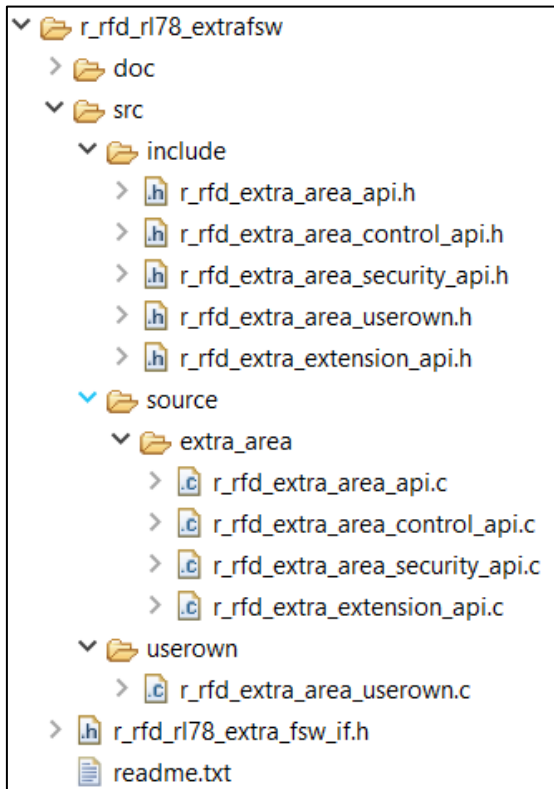 r_rfd_rl78_extrafsw
doc
src
include
.h r_rfd_extra_area_api.h
.h r_rfd_extra_area_control_api.h
.h r_rfd_extra_area_security_api.h
.h r_rfd_extra_area_userown.h
.h r_rfd_extra_extension_api.h
source
extra_area
.c r_rfd_extra_area_api.c
.c r_rfd_extra_area_control_api.c
.c r_rfd_extra_area_security_api.c
.c r_rfd_extra_extension_api.c
userown
.c r_rfd_extra_area_userown.c
.h r_rfd_rl78_extra_fsw_if.h
readme.txt